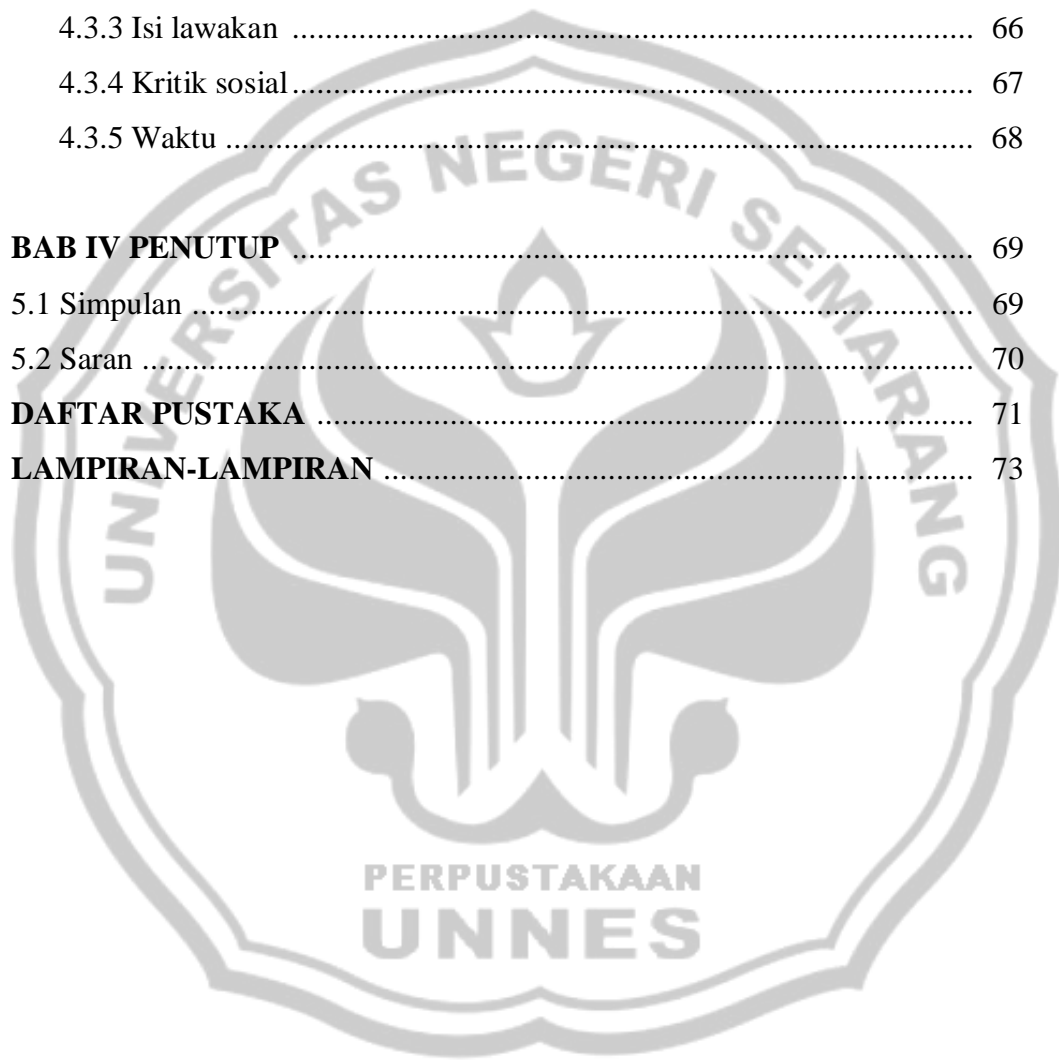 4.3.3 Isi lawakan ........................................................................................ 66
4.3.4 Kritik sosial ........................................................................................ 67
4.3.5 Waktu ................................................................................................ 68
BAB IV PENUTUP ........................................................................................ 69
5.1 Simpulan .................................................................................................... 69
5.2 Saran .......................................................................................................... 70
DAFTAR PUSTAKA .................................................................................... 71
LAMPIRAN-LAMPIRAN ............................................................................ 73
UNIVERSITAS NEGERI SEMARANG
PERPUSTAKAAN
UNNES